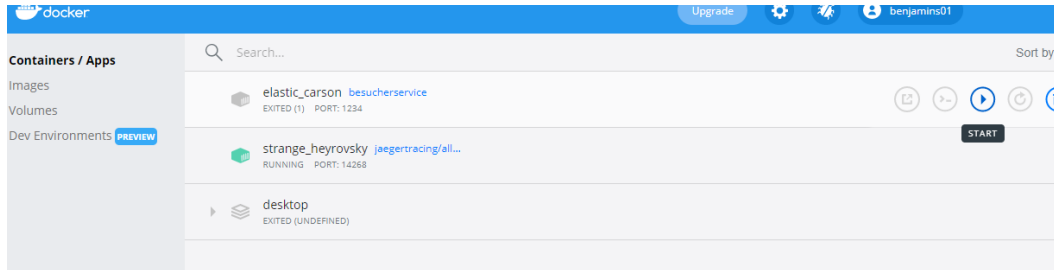 docker
Upgrade
benjamins01
Containers / Apps
Images
Volumes
Dev Environments PREVIEW
Search...
Sort by
elastic_carson besucherservice
EXITED (1) PORT: 1234
START
strange_heyrovsky jaegertracing/all...
RUNNING PORT: 14268
desktop
EXITED (UNDEFINED)